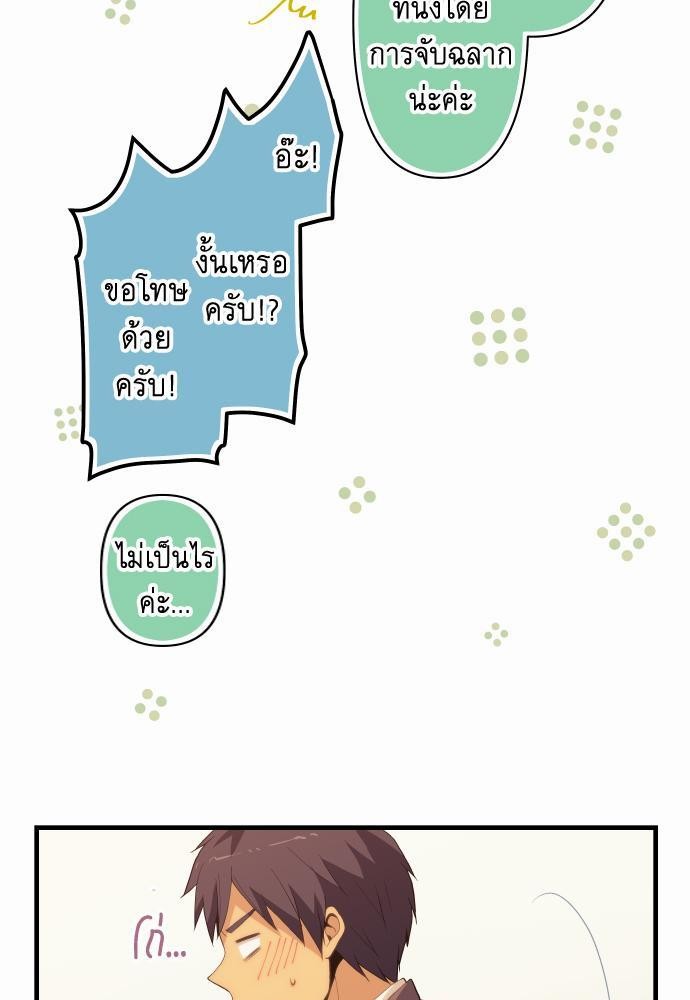 ที่นั่งโดย
การจับฉลาก
น่ะค่ะ
อ๊ะ!
งั้นเหรอ
ครับ!?
ขอโทษ
ด้วย
ครับ!
ไม่เป็นไร
ค่ะ...
โถ่...